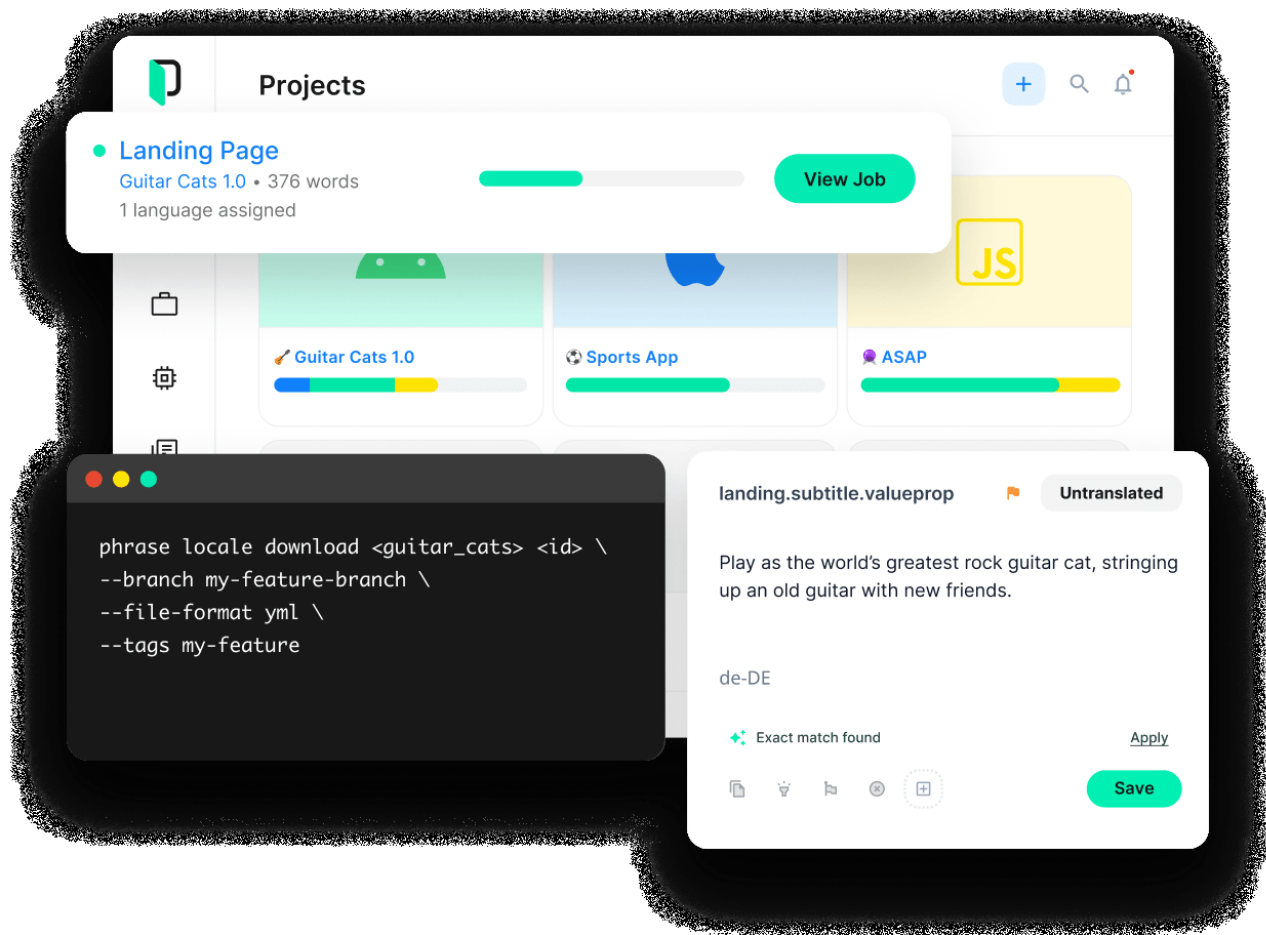 Projects
Landing Page
Guitar Cats 1.0 • 376 words
1 language assigned
View Job
JS
Guitar Cats 1.0
Sports App
ASAP
phrase locale download <guitar_cats> <id> \
--branch my-feature-branch \
--file-format yml \
--tags my-feature
landing.subtitle.valueprop
Untranslated
Play as the world’s greatest rock guitar cat, stringing
up an old guitar with new friends.
de-DE
Exact match found
Apply
Save